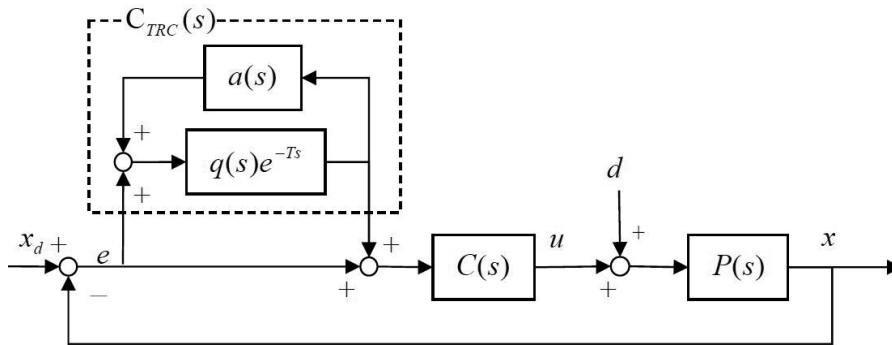 C_TRC(s)
a(s)
+
q(s)e^{-Ts}
+
d
x_d + e + + C(s) u + + P(s) x
−